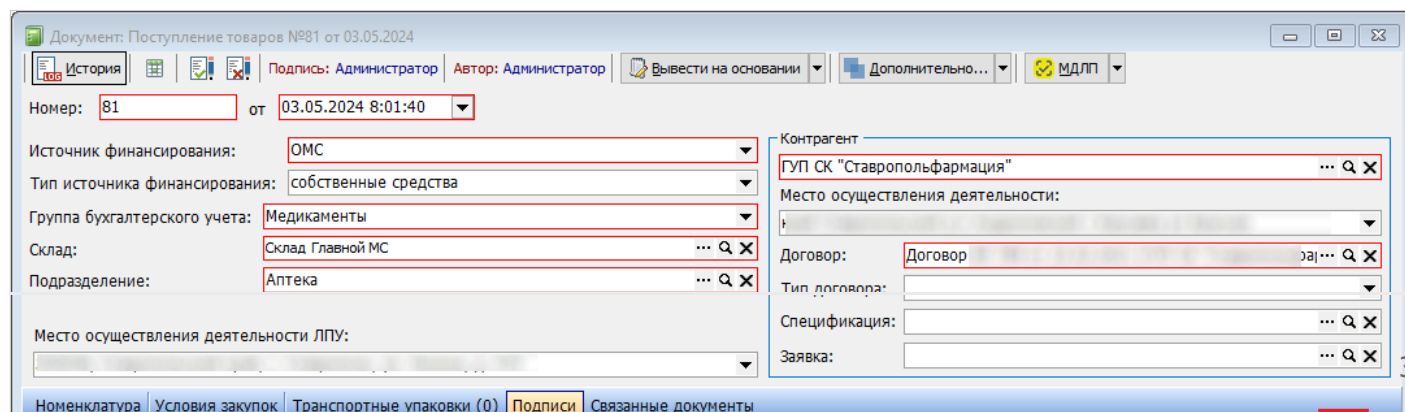 Документ: Поступление товаров №81 от 03.05.2024
LOG История Подпись: Администратор Автор: Администратор Вывести на основании Дополнительно... МДЛП
Номер: 81 от 03.05.2024 8:01:40
Источник финансирования: ОМС
Тип источника финансирования: собственные средства
Группа бухгалтерского учета: Медикаменты
Склад: Склад Главной МС
Подразделение: Аптека
Место осуществления деятельности ЛПУ:
Контрагент
ГУП СК "Ставропольфармация"
Место осуществления деятельности:
Договор: Договор
Тип договора:
Спецификация:
Заявка:
Номенклатура Условия закупок Транспортные упаковки (0) Подписи Связанные документы